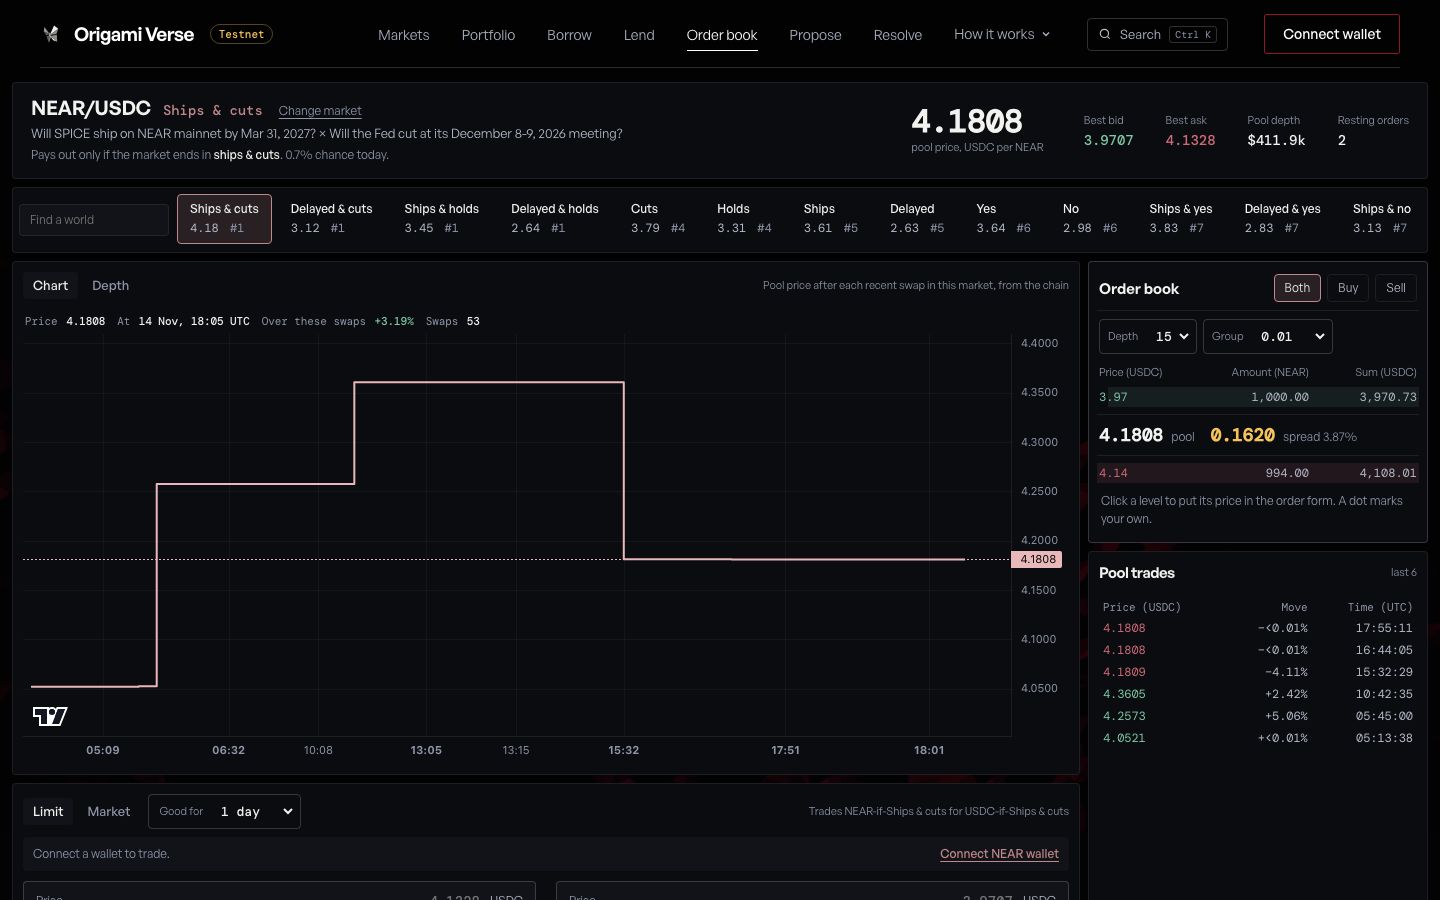 Origami Verse Testnet Markets Portfolio Borrow Lend Order book Propose Resolve How it works Search Ctrl K Connect wallet
NEAR/USDC Ships & cuts Change market
Will SPICE ship on NEAR mainnet by Mar 31, 2027? × Will the Fed cut at its December 8-9, 2026 meeting?
Pays out only if the market ends in ships & cuts. 0.7% chance today.
4.1808
pool price, USDC per NEAR
Best bid Best ask Pool depth Resting orders
3.9707 4.1328 $411.9k 2
Find a world
Ships & cuts Delayed & cuts Ships & holds Delayed & holds Cuts Holds Ships Delayed Yes No Ships & yes Delayed & yes Ships & no
4.18 #1 3.12 #1 3.45 #1 2.64 #1 3.79 #4 3.31 #4 3.61 #5 2.63 #5 3.64 #6 2.98 #6 3.83 #7 2.83 #7 3.13 #7
Chart Depth Pool price after each recent swap in this market, from the chain
Price 4.1808 At 14 Nov, 18:05 UTC Over these swaps +3.19% Swaps 53
4.4000
4.3500
4.3000
4.2500
4.2000
4.1808
4.1500
4.1000
4.0500
05:09 06:32 10:08 13:05 13:15 15:32 17:51 18:01
Order book Both Buy Sell
Depth 15 Group 0.01
Price (USDC) Amount (NEAR) Sum (USDC)
3.97 1,000.00 3,970.73
4.1808 pool 0.1620 spread 3.87%
4.14 994.00 4,108.01
Click a level to put its price in the order form. A dot marks
your own.
Pool trades last 6
Price (USDC) Move Time (UTC)
4.1808 −<0.01% 17:55:11
4.1808 −<0.01% 16:44:05
4.1809 −4.11% 15:32:29
4.3605 +2.42% 10:42:35
4.2573 +5.06% 05:45:00
4.0521 +<0.01% 05:13:38
Limit Market Good for 1 day Trades NEAR-if-Ships & cuts for USDC-if-Ships & cuts
Connect a wallet to trade. Connect NEAR wallet
Price 4.1328 USDC Price 3.9707 USDC